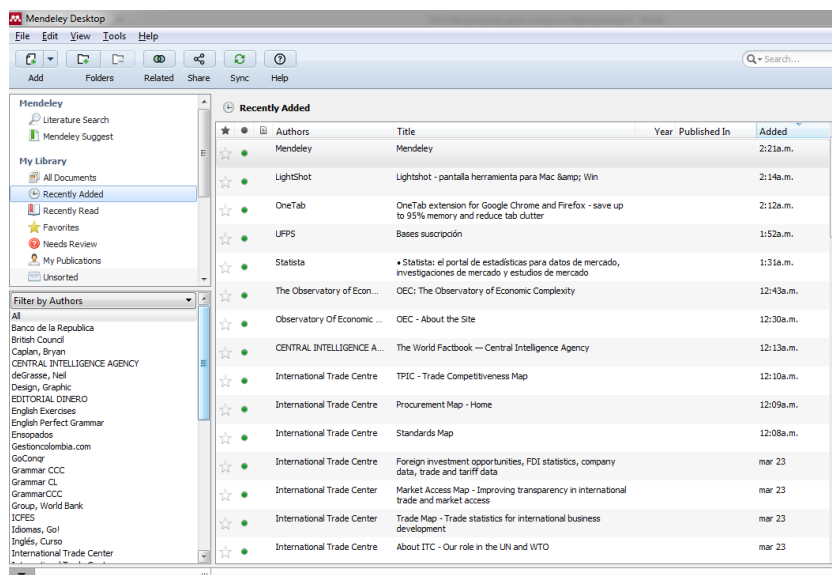 Mendeley Desktop
File Edit View Tools Help
Add Folders Related Share Sync Help
Search...
Mendeley
Literature Search
Mendeley Suggest
My Library
All Documents
Recently Added
Recently Read
Favorites
Needs Review
My Publications
Unsorted
Filter by Authors
All
Banco de la Republica
British Council
Caplan, Bryan
CENTRAL INTELLIGENCE AGENCY
deGrasse, Neil
Design, Graphic
EDITORIAL DINERO
English Exercises
English Perfect Grammar
Ensopados
Gestioncolombia.com
GoConqr
Grammar CCC
Grammar CL
GrammarCCC
Group, World Bank
ICFES
Idiomas, Go!
Inglés, Curso
International Trade Center
Recently Added
Authors Title Year Published In Added
Mendeley Mendeley 2:21a.m.
LightShot Lightshot - pantalla herramienta para Mac &amp; Win 2:14a.m.
OneTab OneTab extension for Google Chrome and Firefox - save up 2:12a.m.
to 95% memory and reduce tab clutter
UFPS Bases suscripción 1:52a.m.
Statista • Statista: el portal de estadísticas para datos de mercado, 1:31a.m.
investigaciones de mercado y estudios de mercado
The Observatory of Econ... OEC: The Observatory of Economic Complexity 12:43a.m.
Observatory Of Economic ... OEC - About the Site 12:30a.m.
CENTRAL INTELLIGENCE A... The World Factbook — Central Intelligence Agency 12:13a.m.
International Trade Centre TPIC - Trade Competitiveness Map 12:10a.m.
International Trade Centre Procurement Map - Home 12:09a.m.
International Trade Centre Standards Map 12:08a.m.
International Trade Centre Foreign investment opportunities, FDI statistics, company mar 23
data, trade and tariff data
International Trade Center Market Access Map - Improving transparency in international mar 23
trade and market access
International Trade Center Trade Map - Trade statistics for international business mar 23
development
International Trade Centre About ITC - Our role in the UN and WTO mar 23